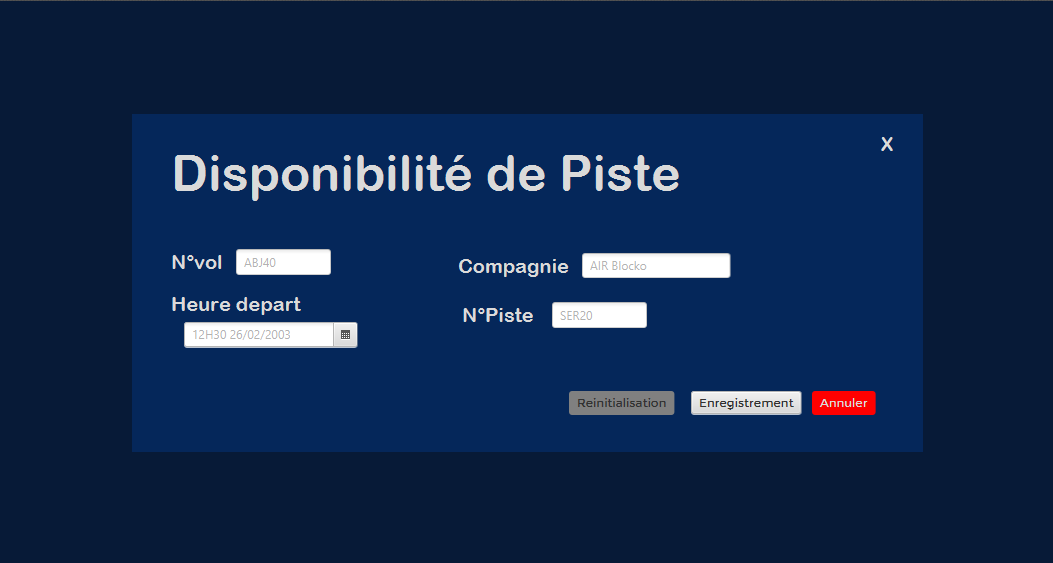 X
Disponibilité de Piste
N°vol ABJ40
Compagnie AIR Blocko
Heure depart
12H30 26/02/2003
N°Piste SER20
Reinitialisation Enregistrement Annuler